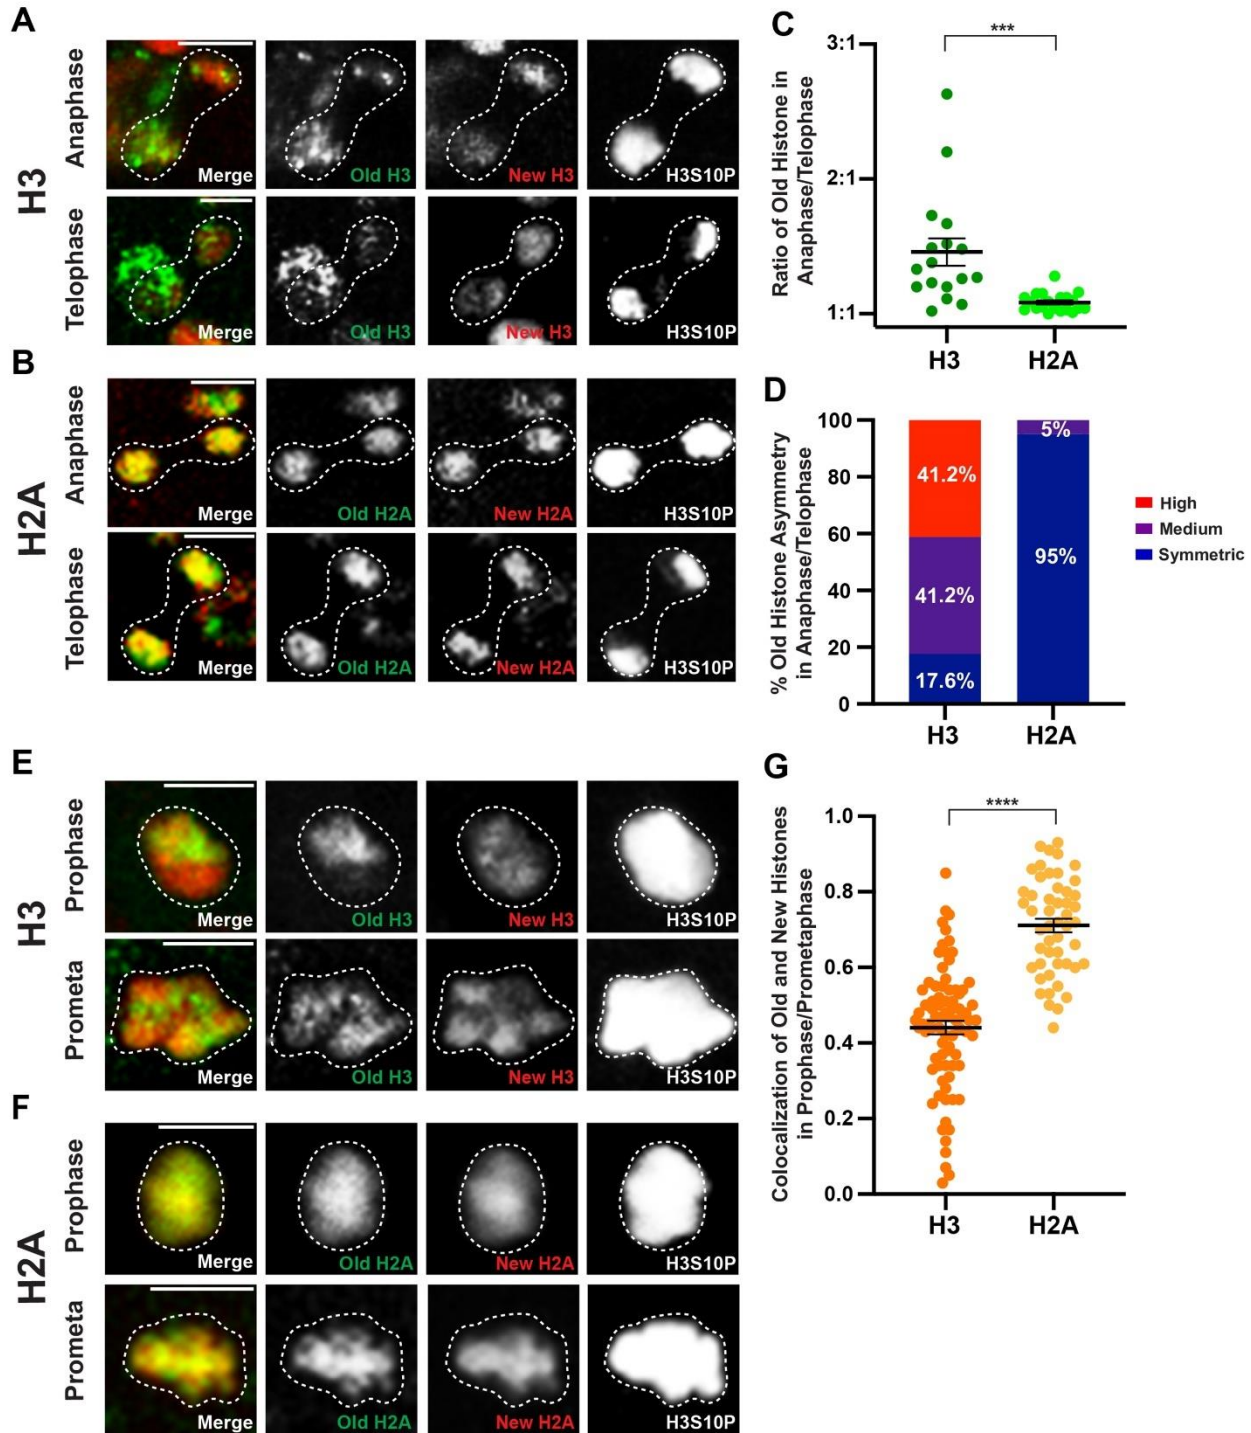 A
H3
Anaphase
Merge
Old H3
New H3
H3S10P
Telophase
Merge
Old H3
New H3
H3S10P
B
H2A
Anaphase
Merge
Old H2A
New H2A
H3S10P
Telophase
Merge
Old H2A
New H2A
H3S10P
C
Ratio of Old Histone in
Anaphase/Telophase
3:1
2:1
1:1
***
H3
H2A
D
% Old Histone Asymmetry
in Anaphase/Telophase
100
80
60
40
20
0
41.2%
41.2%
17.6%
5%
95%
H3
H2A
High
Medium
Symmetric
E
H3
Prophase
Merge
Old H3
New H3
H3S10P
Prometa
Merge
Old H3
New H3
H3S10P
F
H2A
Prophase
Merge
Old H2A
New H2A
H3S10P
Prometa
Merge
Old H2A
New H2A
H3S10P
G
Colocalization of Old and New Histones
in Prophase/Prometaphase
1.0
0.8
0.6
0.4
0.2
0.0
****
H3
H2A